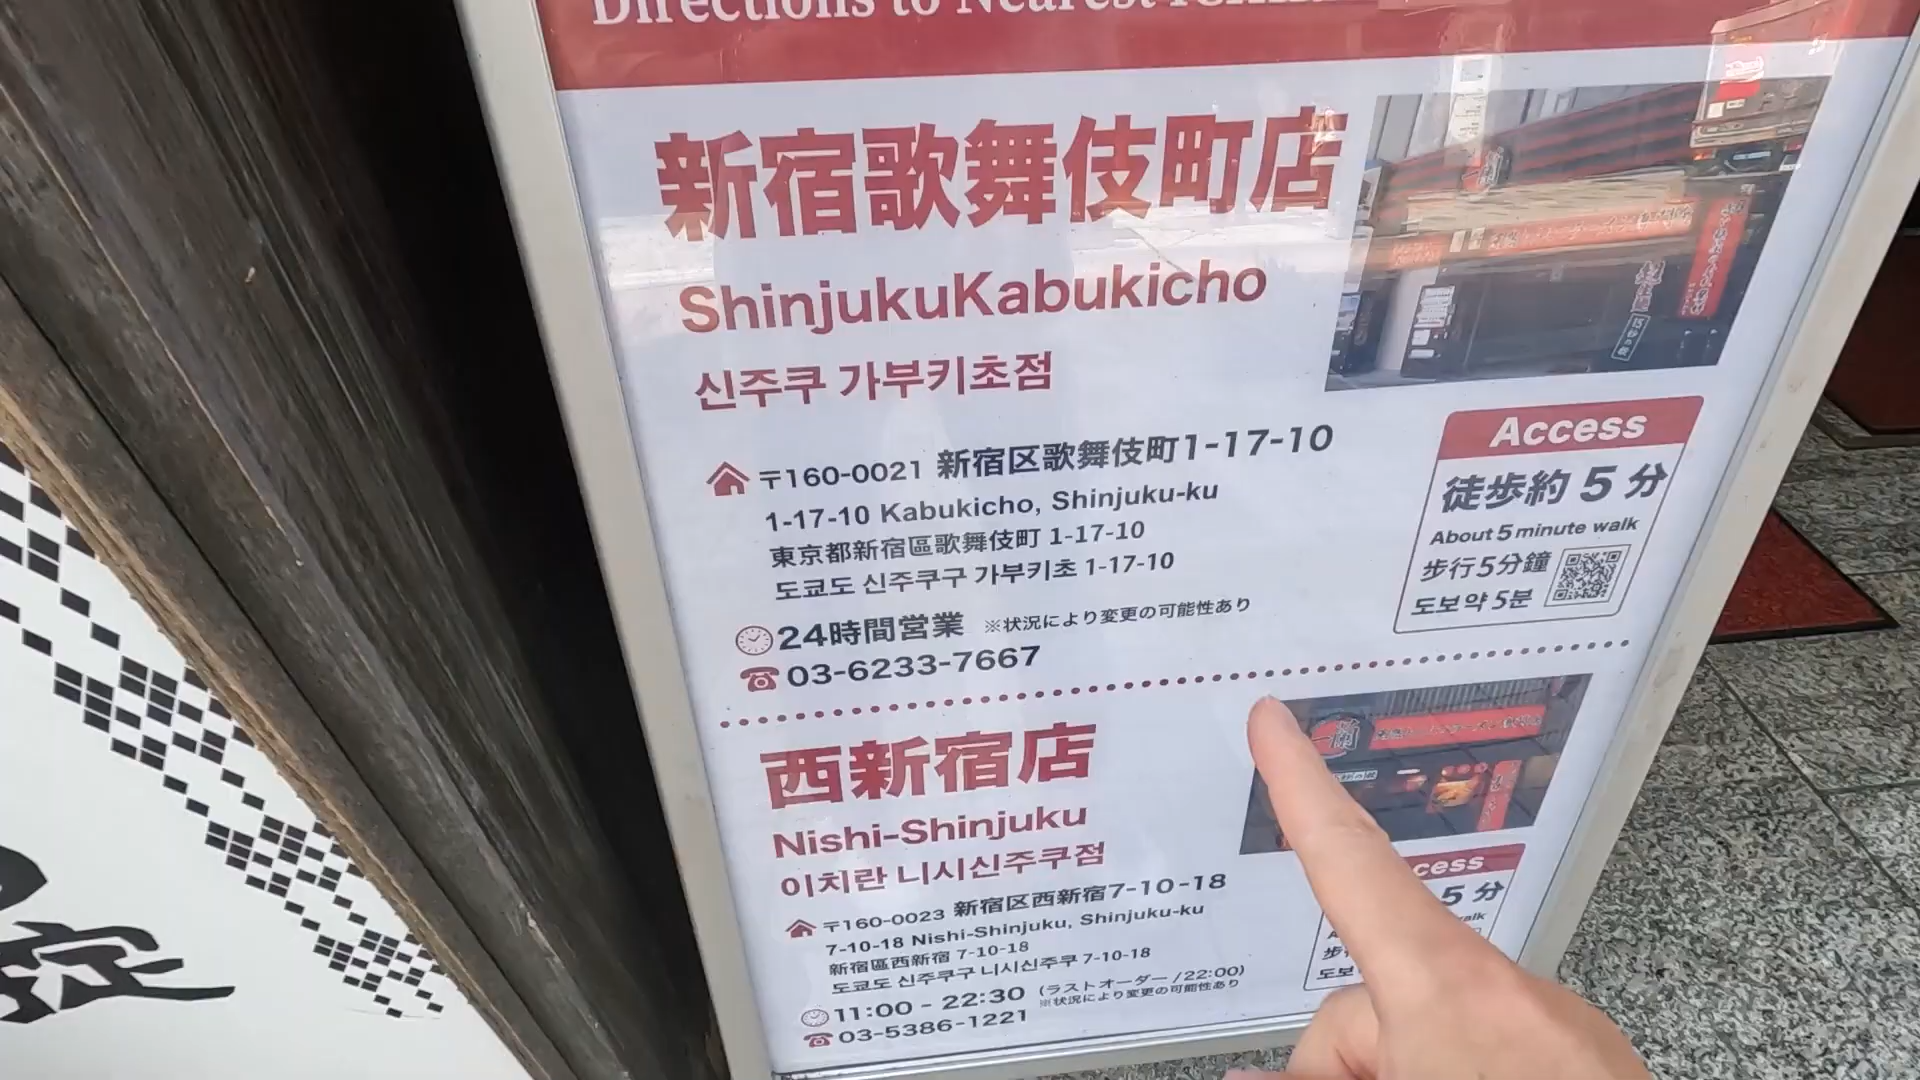 Directions to Nearest
新宿歌舞伎町店
ShinjukuKabukicho
신주쿠 가부키초점
〒160-0021 新宿区歌舞伎町1-17-10
1-17-10 Kabukicho, Shinjuku-ku
東京都新宿區歌舞伎町 1-17-10
도쿄도 신주쿠구 가부키초 1-17-10
24時間営業 ※状況により変更の可能性あり
03-6233-7667
Access
徒歩約 5 分
About 5 minute walk
步行5分鐘
도보 약 5분
西新宿店
Nishi-Shinjuku
이치란 니시신주쿠점
〒160-0023 新宿区西新宿7-10-18
7-10-18 Nishi-Shinjuku, Shinjuku-ku
新宿區西新宿 7-10-18
도쿄도 신주쿠구 니시신주쿠 7-10-18
11:00 - 22:30 (ラストオーダー/22:00)
※状況により変更の可能性あり
03-5386-1221
5 分